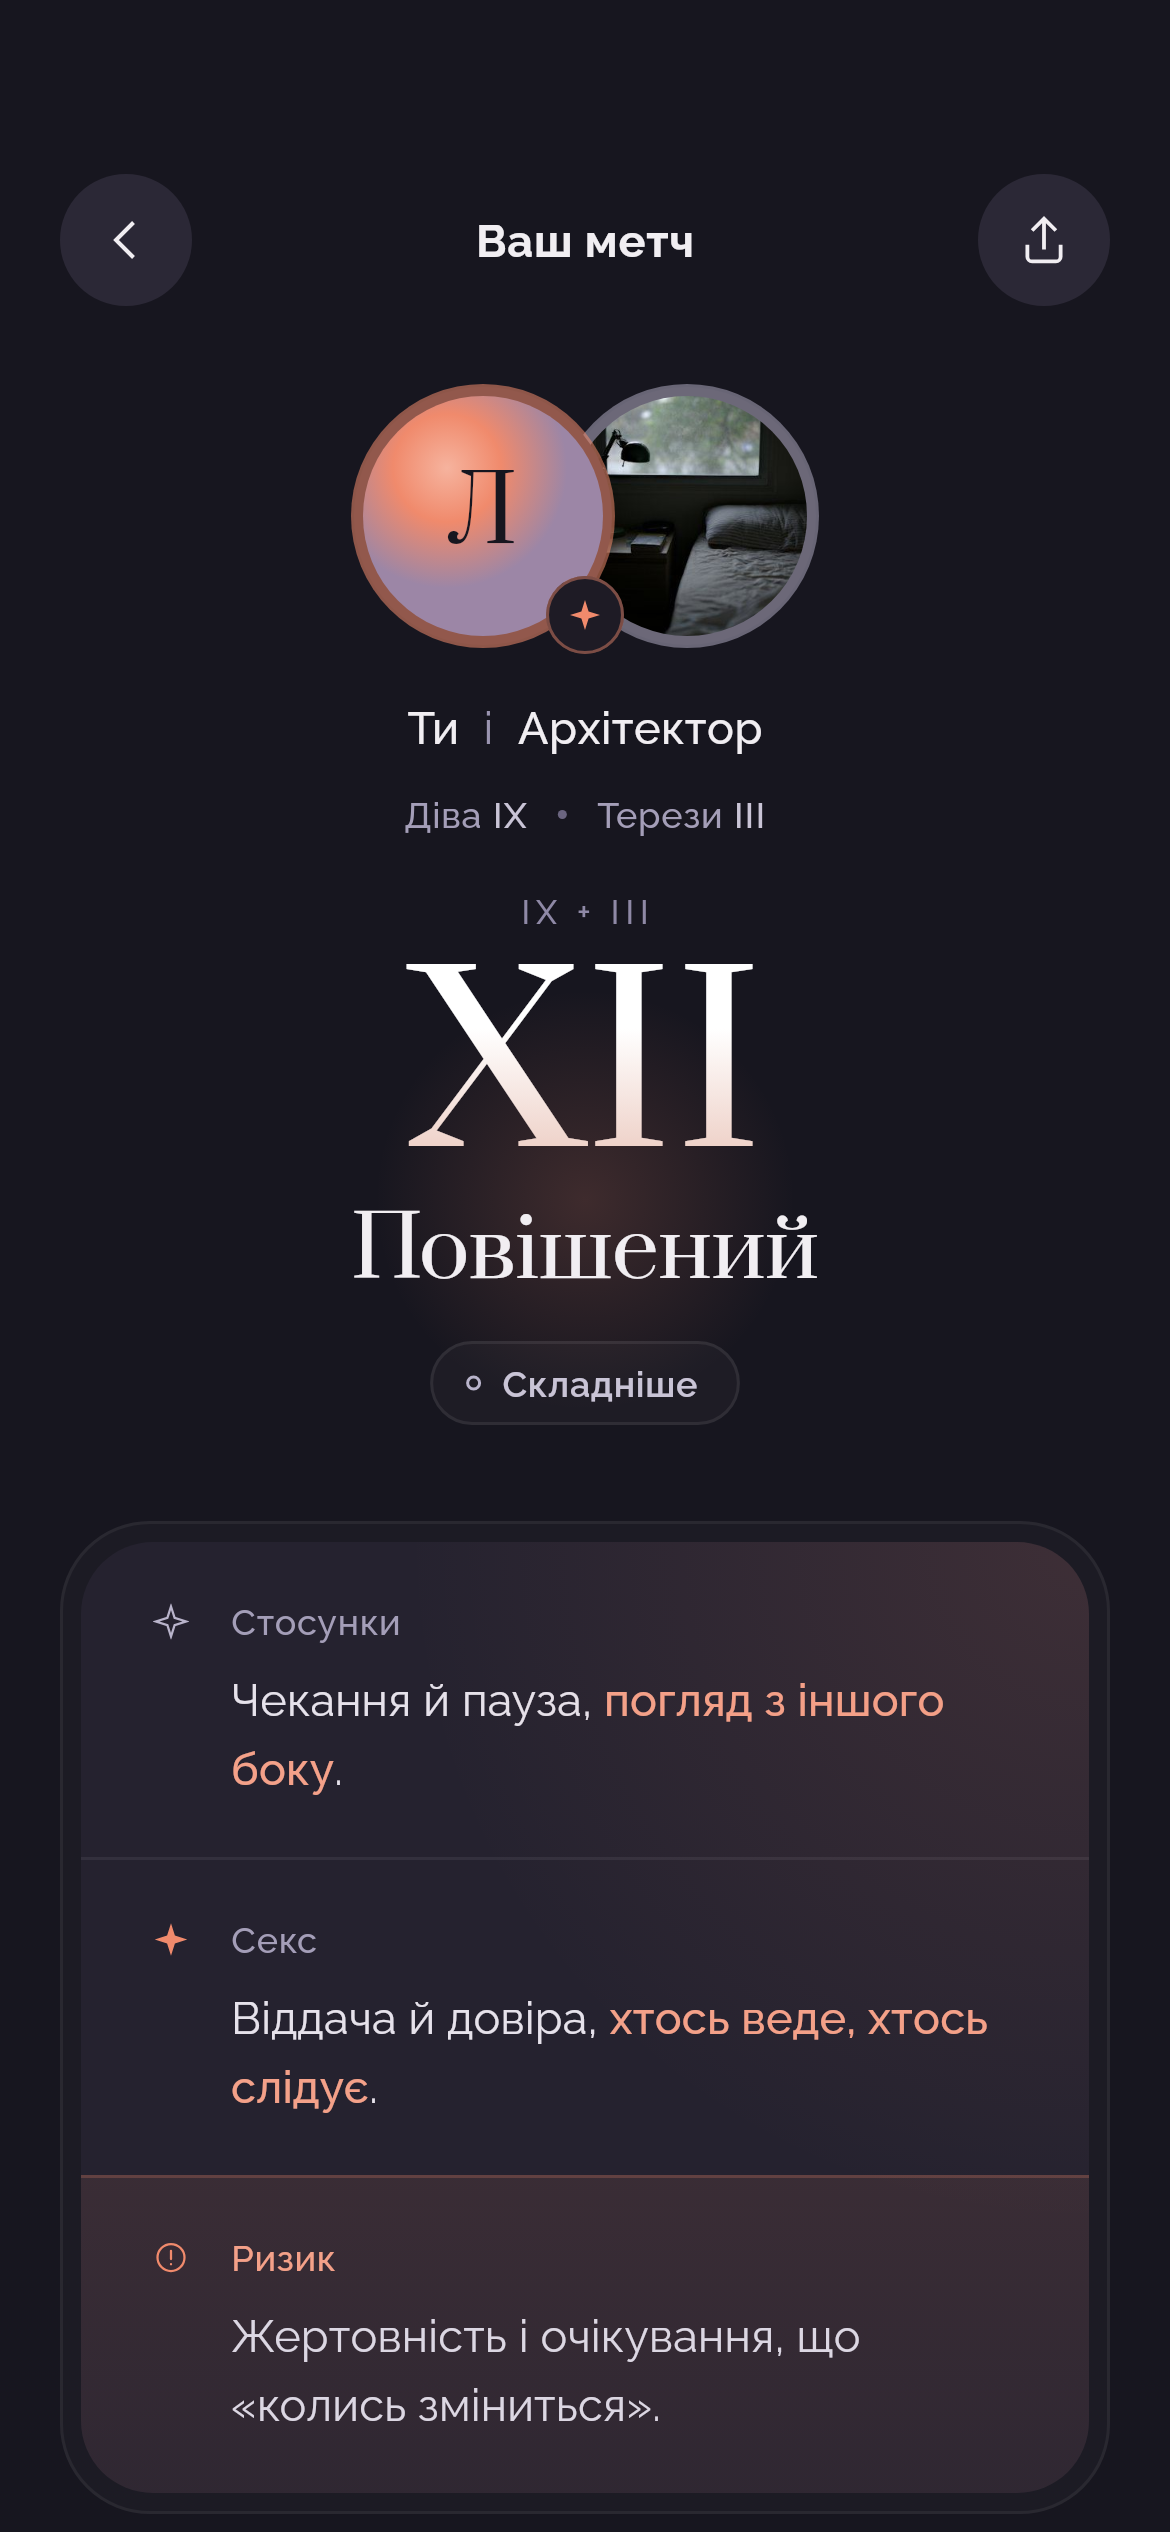 Ваш метч
Л
Ти і Архітектор
Діва IX • Терези III
IX + III
XII
Повішений
Складніше
Стосунки
Чекання й пауза, погляд з іншого
боку.
Секс
Віддача й довіра, хтось веде, хтось
слідує.
Ризик
Жертовність і очікування, що
«колись зміниться».